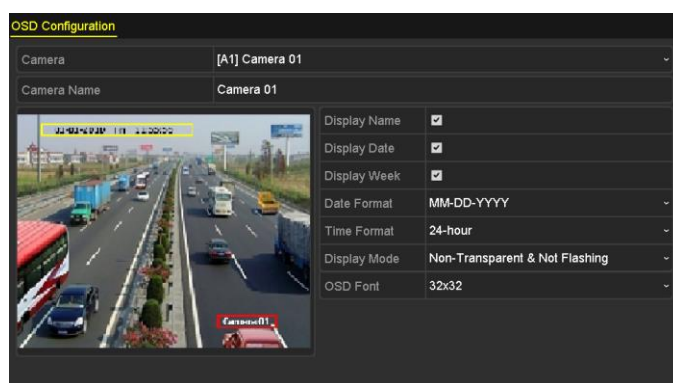 OSD Configuration
Camera [A1] Camera 01
Camera Name Camera 01
Display Name
Display Date
Display Week
Date Format MM-DD-YYYY
Time Format 24-hour
Display Mode Non-Transparent & Not Flashing
OSD Font 32x32
Camera01